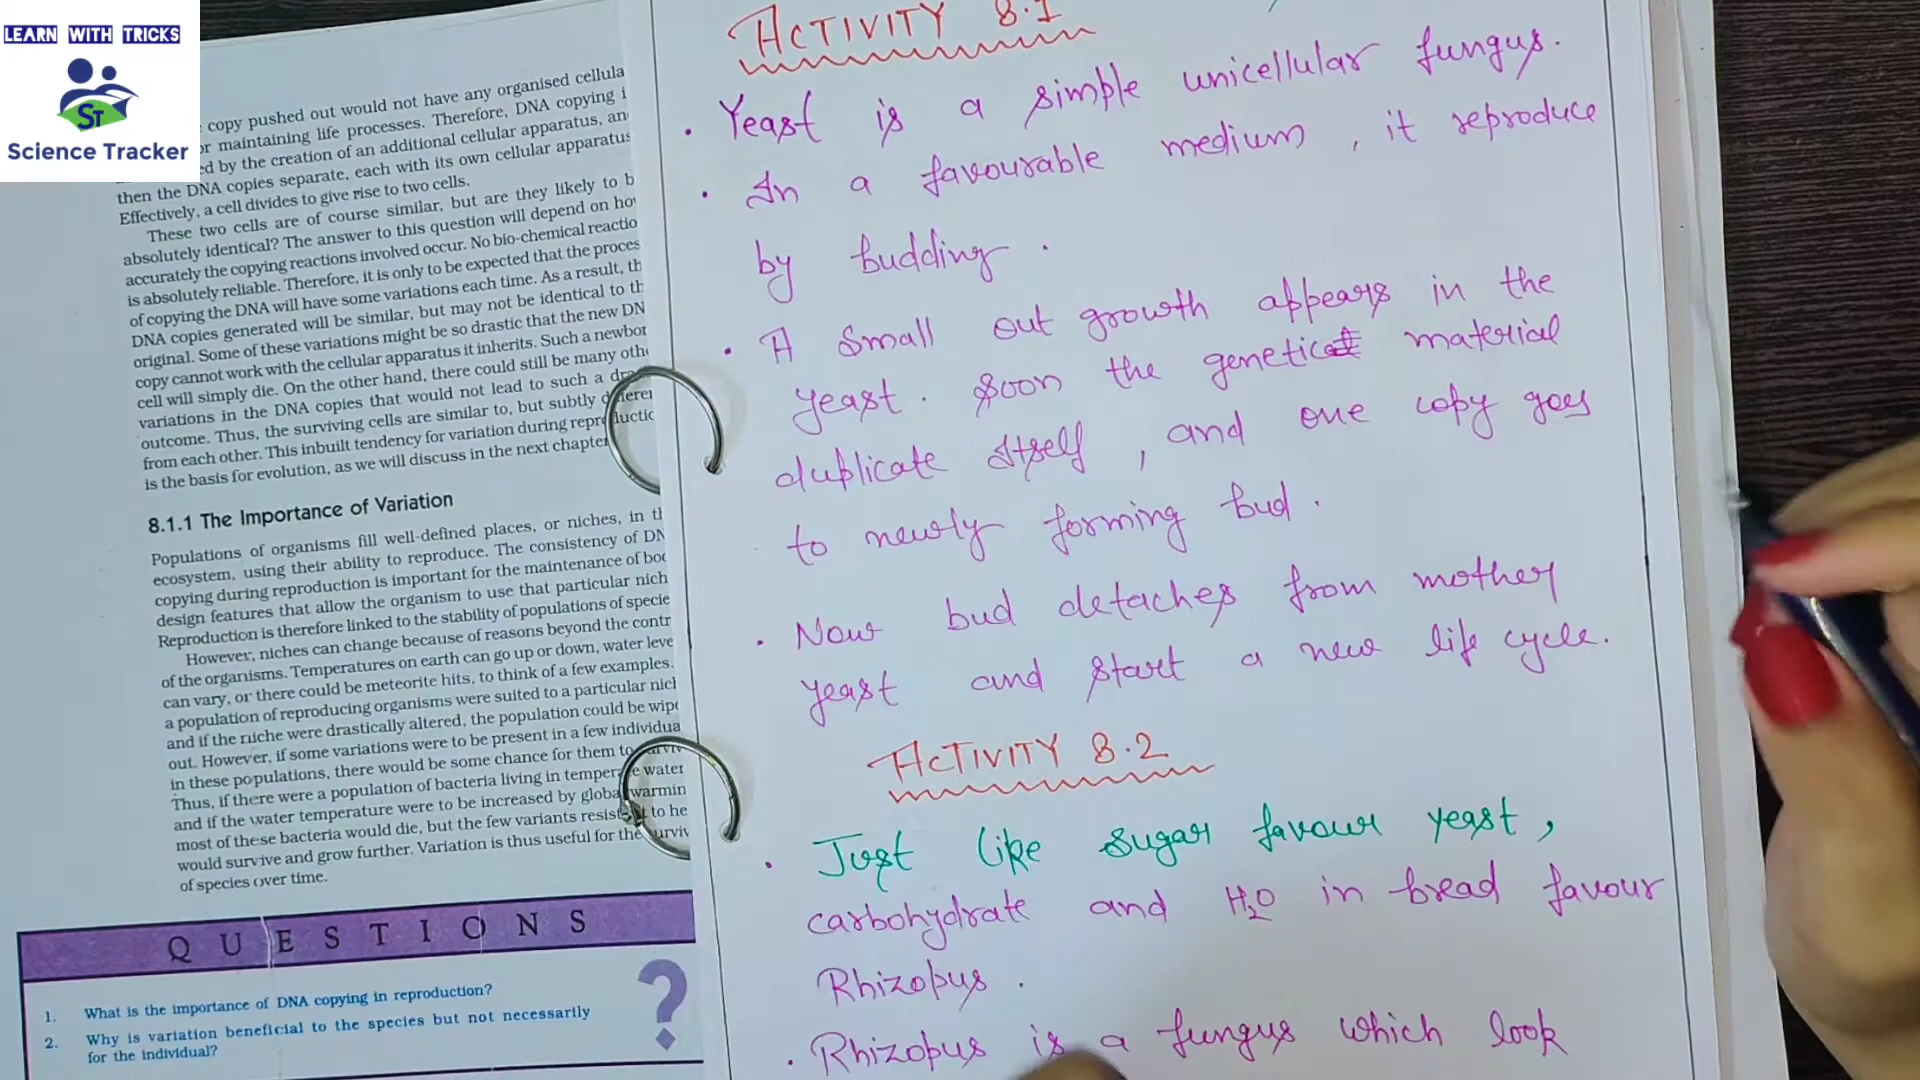 LEARN WITH TRICKS
ST
Science Tracker
copy pushed out would not have any organised cellula
or maintaining life processes. Therefore, DNA copying i
ed by the creation of an additional cellular apparatus, an
then the DNA copies separate, each with its own cellular apparatus
Effectively, a cell divides to give rise to two cells.
These two cells are of course similar, but are they likely to b
absolutely identical? The answer to this question will depend on how
accurately the copying reactions involved occur. No bio-chemical reactio
is absolutely reliable. Therefore, it is only to be expected that the proces
of copying the DNA will have some variations each time. As a result, th
DNA copies generated will be similar, but may not be identical to th
original. Some of these variations might be so drastic that the new DN
copy cannot work with the cellular apparatus it inherits. Such a newbor
cell will simply die. On the other hand, there could still be many oth
variations in the DNA copies that would not lead to such a dra
outcome. Thus, the surviving cells are similar to, but subtly differen
from each other. This inbuilt tendency for variation during reproductio
is the basis for evolution, as we will discuss in the next chapter
8.1.1 The Importance of Variation
Populations of organisms fill well-defined places, or niches, in th
ecosystem, using their ability to reproduce. The consistency of DN
copying during reproduction is important for the maintenance of bod
design features that allow the organism to use that particular nich
Reproduction is therefore linked to the stability of populations of specie
However, niches can change because of reasons beyond the contr
of the organisms. Temperatures on earth can go up or down, water leve
can vary, or there could be meteorite hits, to think of a few examples.
a population of reproducing organisms were suited to a particular nich
and if the niche were drastically altered, the population could be wipe
out. However, if some variations were to be present in a few individua
in these populations, there would be some chance for them to surviv
Thus, if there were a population of bacteria living in temperate water
and if the water temperature were to be increased by global warmin
most of these bacteria would die, but the few variants resistant to he
would survive and grow further. Variation is thus useful for the surviv
of species over time.
QUESTIONS
1. What is the importance of DNA copying in reproduction?
2. Why is variation beneficial to the species but not necessarily
for the individual?
?
ACTIVITY 8.1
• Yeast is a simple unicellular fungus.
• In a favourable medium, it reproduce
by budding.
• A small out growth appears in the
yeast. Soon the genetic material
duplicate itself, and one copy goes
to newly forming bud.
• Now bud detaches from mother
yeast and start a new life cycle.
ACTIVITY 8.2
• Just like sugar favour yeast,
carbohydrate and H2O in bread favour
Rhizopus.
• Rhizopus is a fungus which look